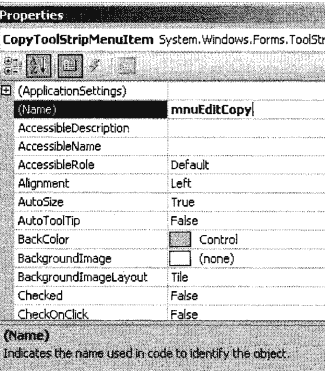 Properties
CopyToolStripMenuItem System.Windows.Forms.ToolStr
(ApplicationSettings)
(Name) mnuEditCopy
AccessibleDescription
AccessibleName
AccessibleRole Default
Alignment Left
AutoSize True
AutoToolTip False
BackColor Control
BackgroundImage (none)
BackgroundImageLayout Tile
Checked False
CheckOnClick False
(Name)
Indicates the name used in code to identify the object.